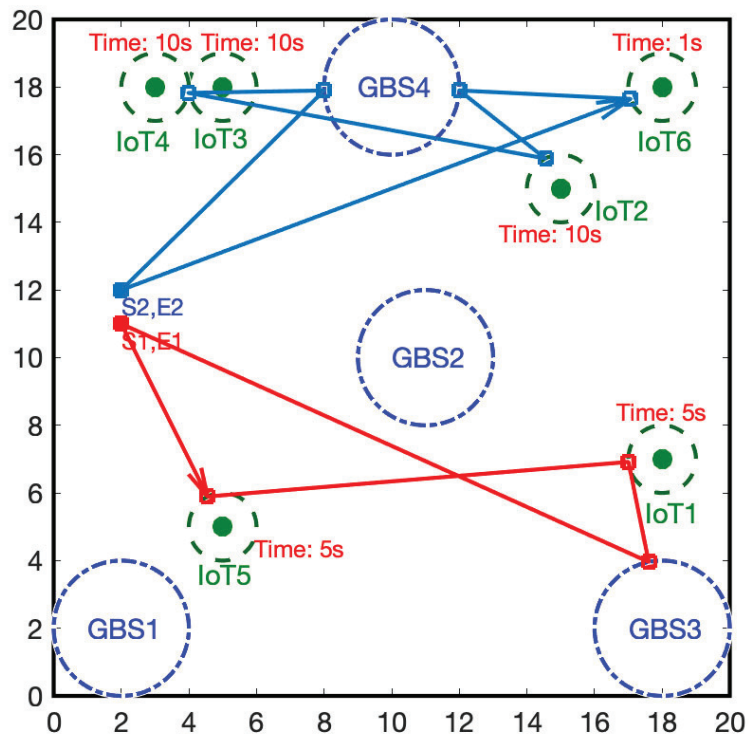 20
Time: 10s Time: 10s Time: 1s
18
GBS4
IoT4 IoT3 IoT6
16
IoT2
14
Time: 10s
12
S2,E2
S1,E1
10
GBS2
8
Time: 5s
6
IoT1
Time: 5s
4
IoT5
2
GBS1 GBS3
0
0 2 4 6 8 10 12 14 16 18 20